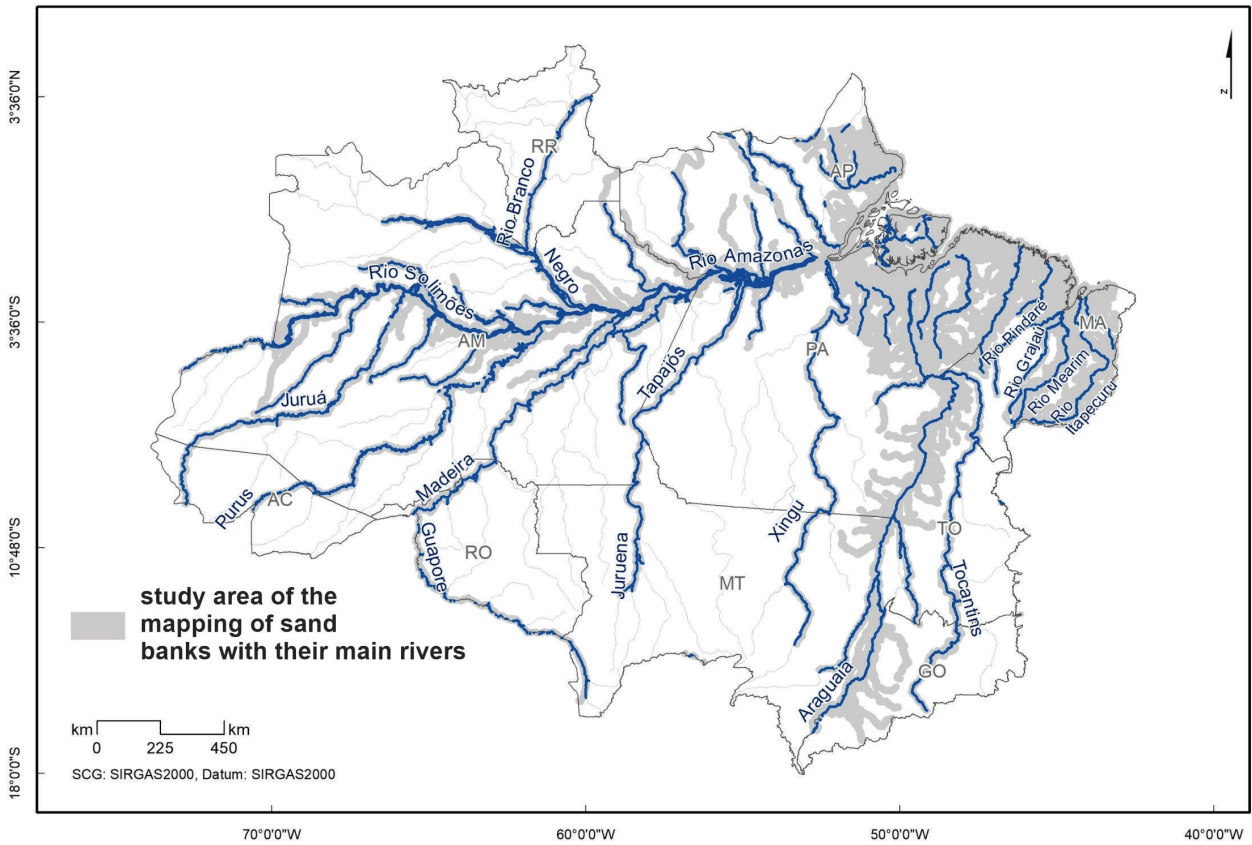 3°36'0"N
3°36'0"S
10°48'0"S
18°0'0"S
z
RR
AP
Rio Branco
Negro
Rio Amazonas
Rio Solimões
AM
PA
MA
Rio Pindaré
Rio Grajaú
Rio Mearim
Rio
Itapecuru
Tapajós
Juruá
Purus
AC
Madeira
Guapore
RO
Juruena
Xingu
MT
TO
Tocantins
Araguaia
GO
study area of the
mapping of sand
banks with their main rivers
km km
0 225 450
SCG: SIRGAS2000, Datum: SIRGAS2000
70°0'0"W 60°0'0"W 50°0'0"W 40°0'0"W